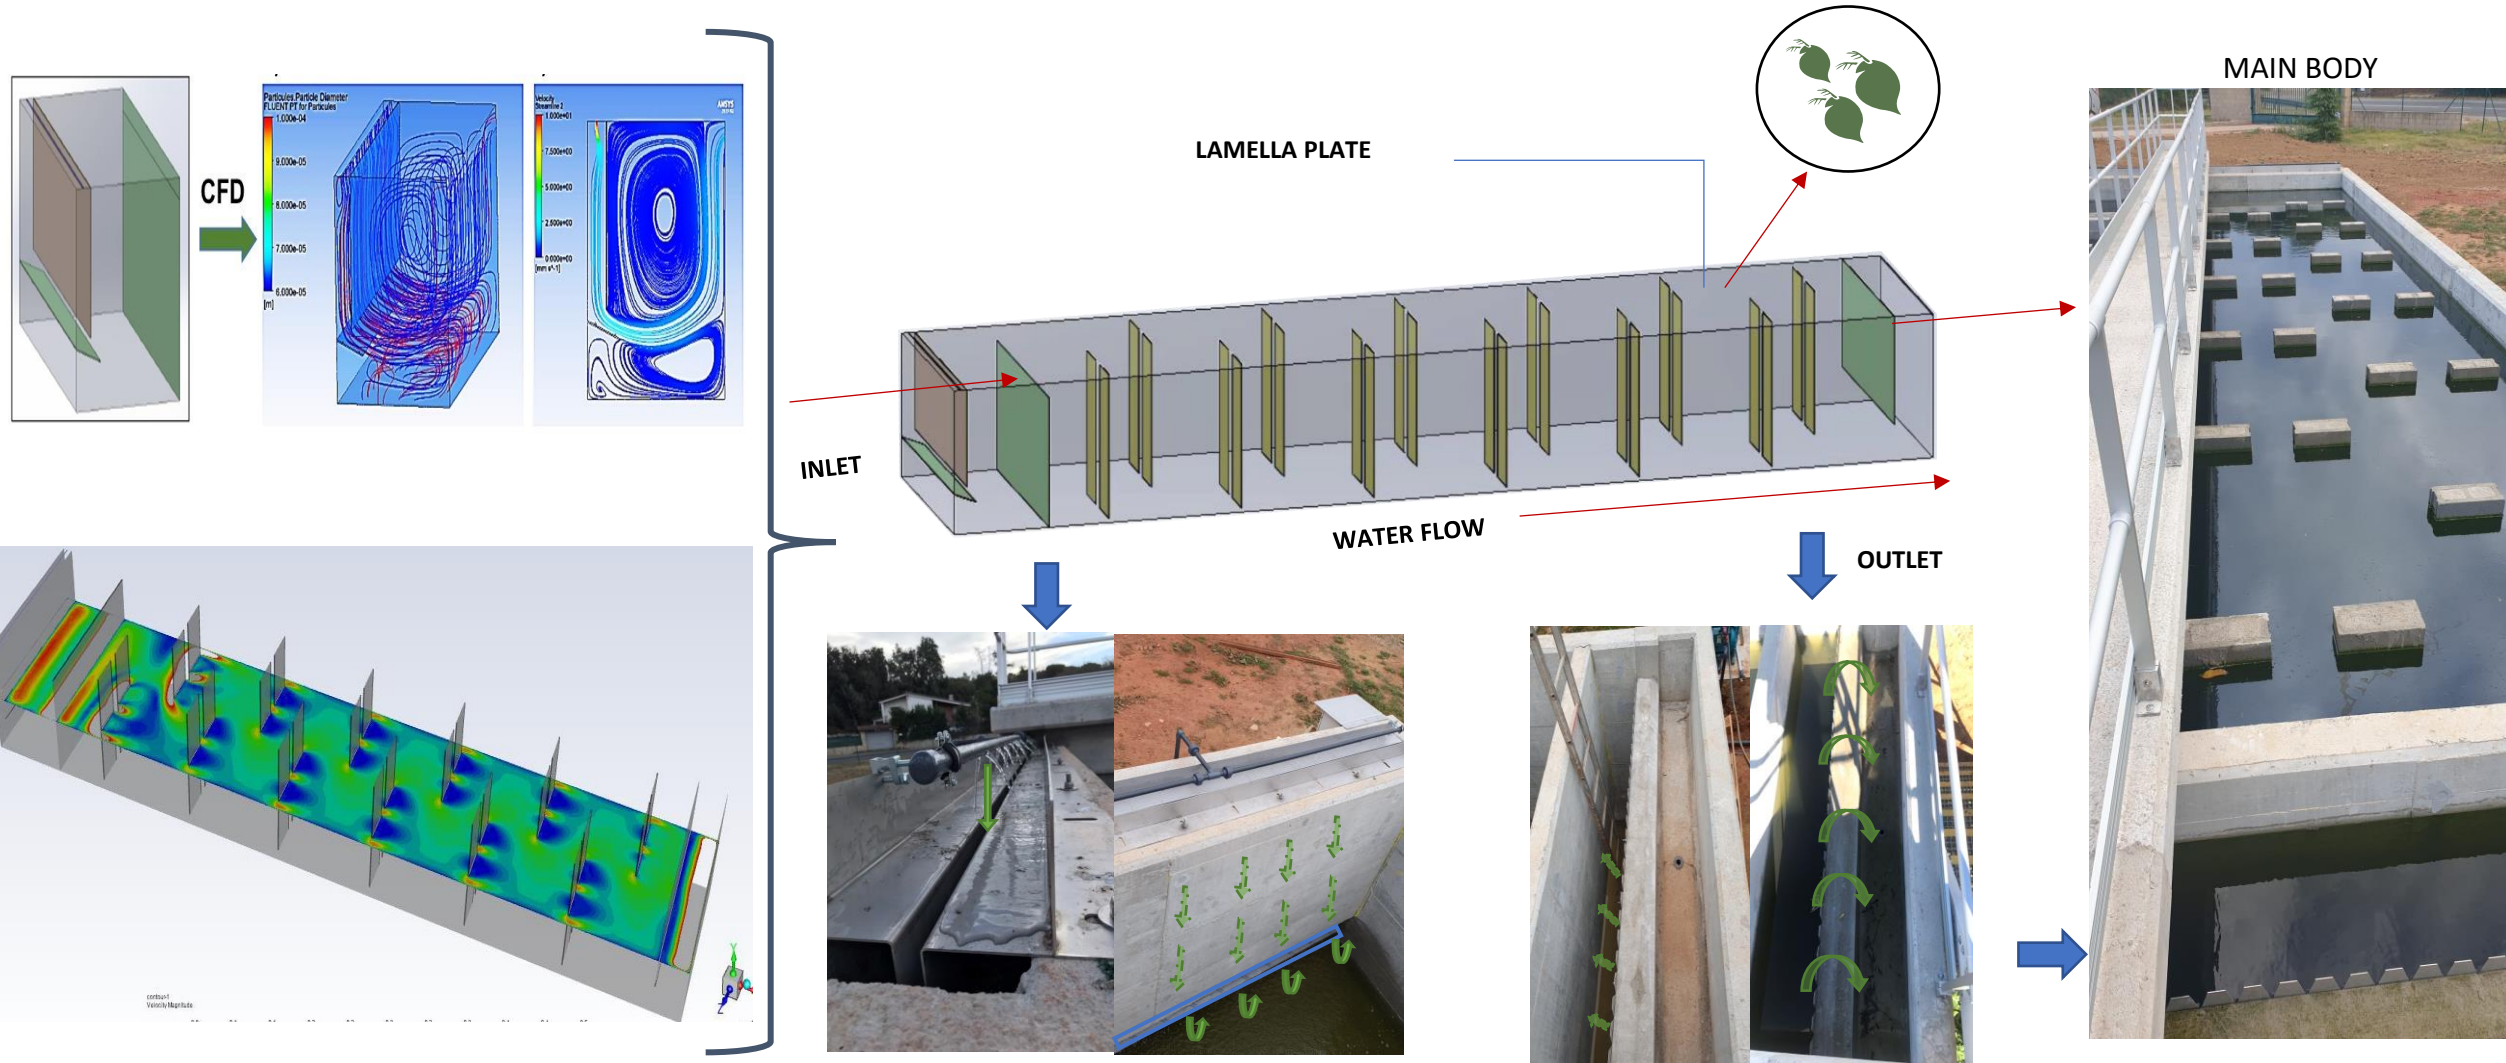 CFD
Particules.Particle Diameter
FLUENT PT for Particules
1.000e-04
9.000e-05
8.000e-05
7.000e-05
6.000e-05
[m]
Velocity
Streamline 2
1.000e+01
7.500e+00
5.000e+00
2.500e+00
0.000e+00
[mm s^-1]
ANSYS
LAMELLA PLATE
MAIN BODY
INLET
WATER FLOW
OUTLET
contour-1
Velocity Magnitude
Y
Z